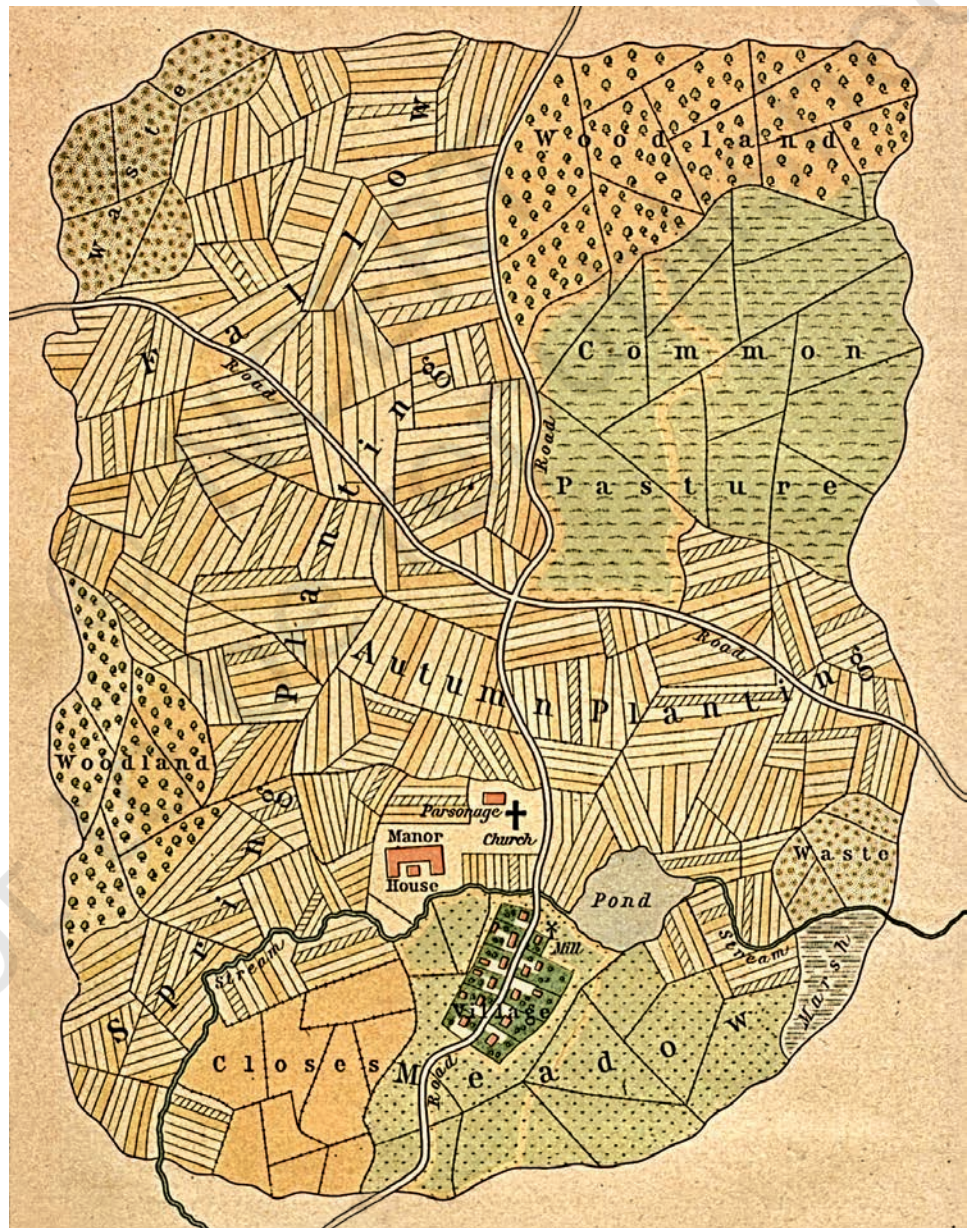 Waste
Fallow
Woodland
Common
Pasture
Road
Road
Road
Spring Planting
Autumn Planting
Woodland
Parsonage
Church
Manor
House
Waste
Pond
Mill
Stream
Stream
Marsh
Village
Closes
Meadow
Road